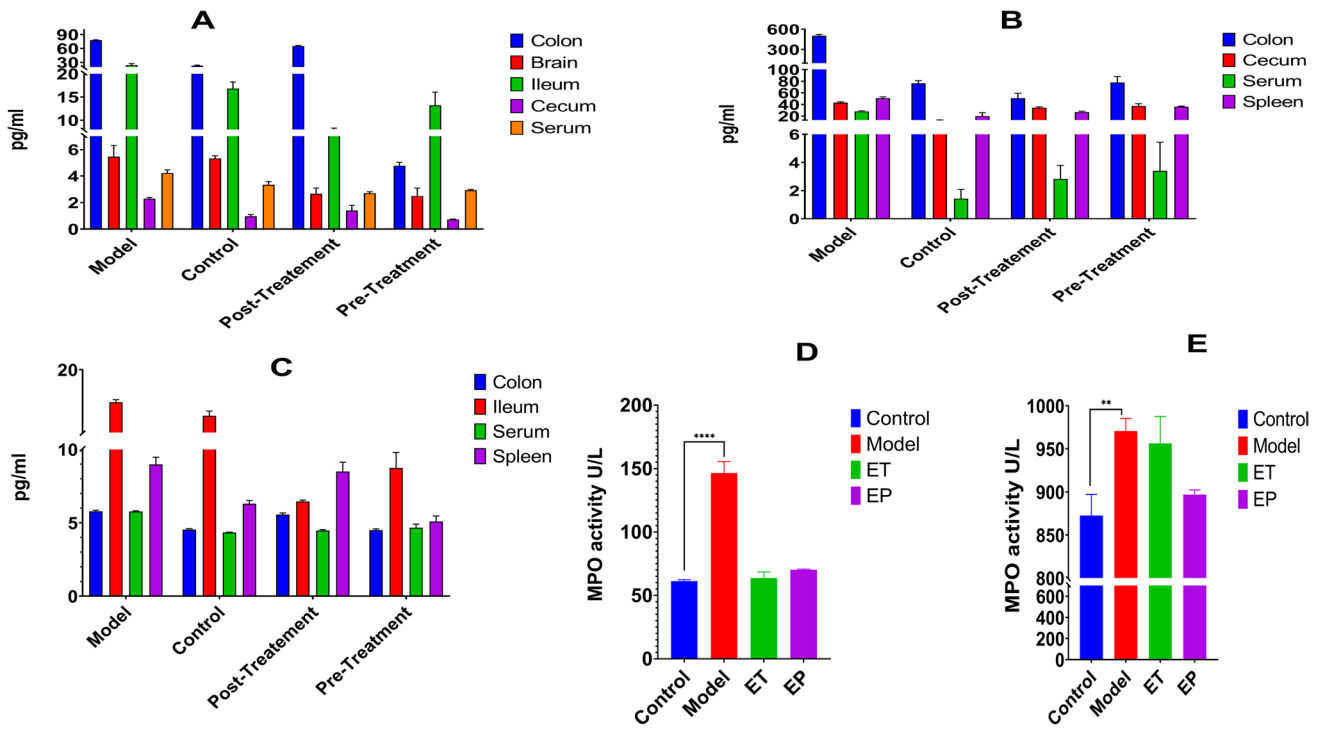 A
pg/ml
90
60
30
20
15
10
6
4
2
0
Model
Control
Post-Treatement
Pre-Treatment
Colon
Brain
Ileum
Cecum
Serum
B
pg/ml
600
300
100
80
60
40
20
6
4
2
0
Model
Control
Post-Treatement
Pre-Treatment
Colon
Cecum
Serum
Spleen
C
pg/ml
20
10
5
0
Model
Control
Post-Treatement
Pre-Treatment
Colon
Ileum
Serum
Spleen
D
MPO activity U/L
200
150
100
50
0
****
Control
Model
ET
EP
Control
Model
ET
EP
E
MPO activity U/L
1000
950
900
850
800
600
400
200
0
**
Control
Model
ET
EP
Control
Model
ET
EP